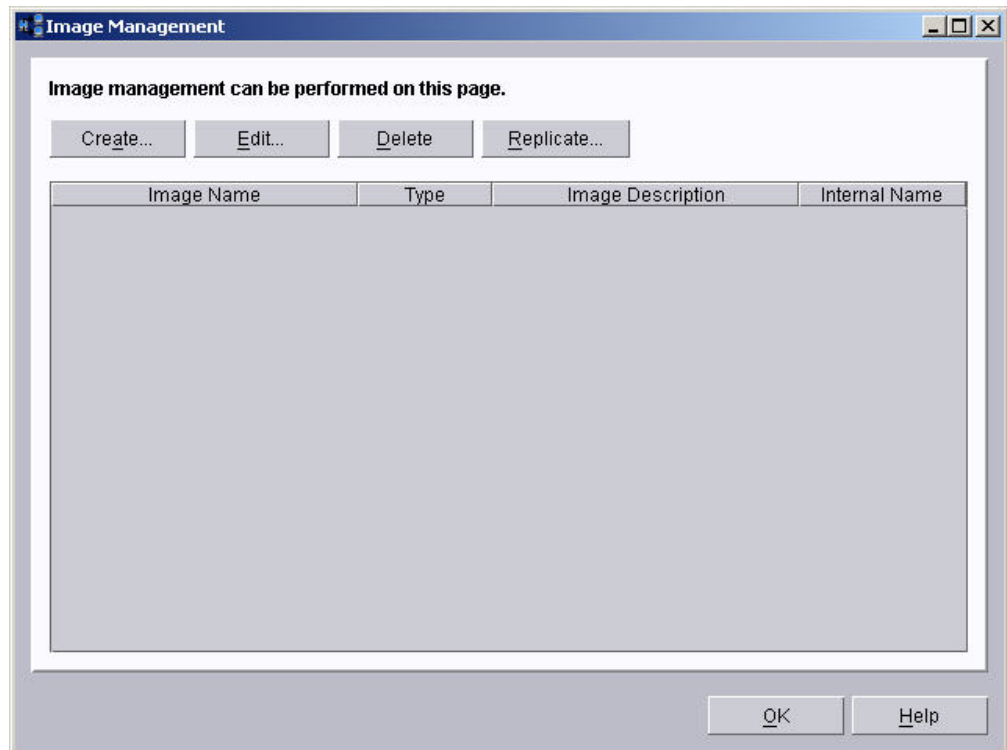 Image Management
Image management can be performed on this page.
Create... Edit... Delete Replicate...
Image Name Type Image Description Internal Name
OK Help